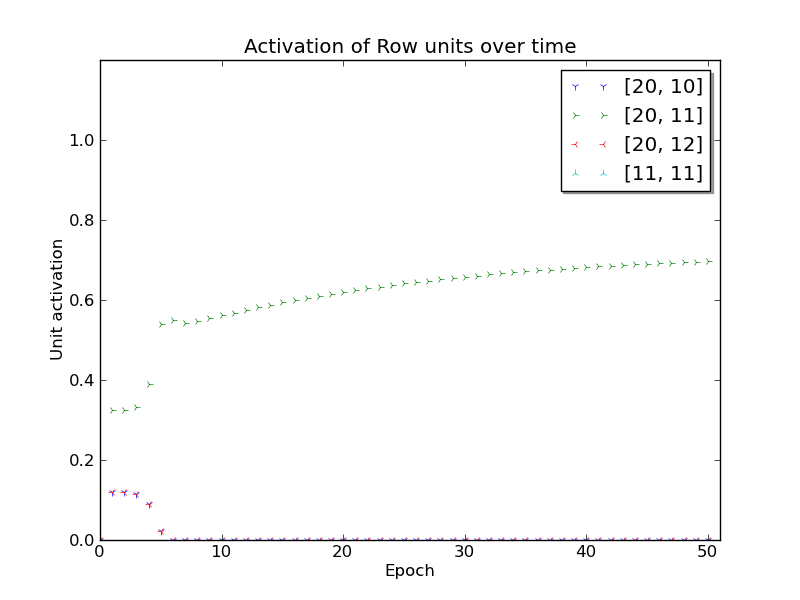 Activation of Row units over time
[20, 10]
[20, 11]
[20, 12]
[11, 11]
1.0
0.8
0.6
0.4
0.2
0.0
Unit activation
0 10 20 30 40 50
Epoch